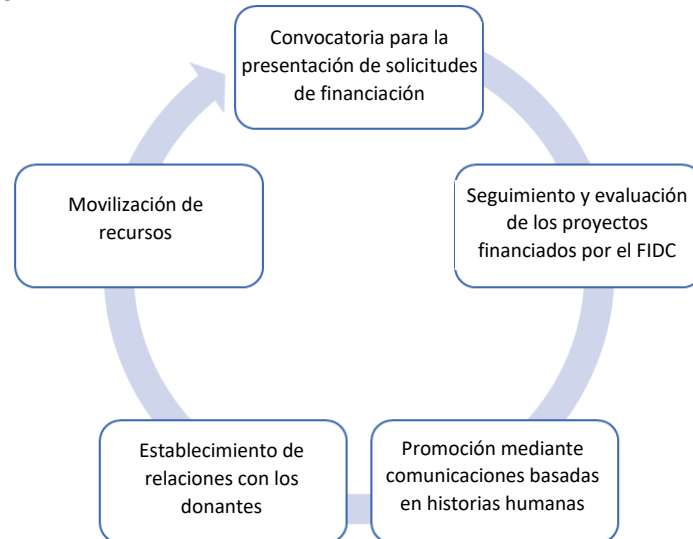 Convocatoria para la
presentación de solicitudes
de financiación
Seguimiento y evaluación
de los proyectos
financiados por el FIDC
Promoción mediante
comunicaciones basadas
en historias humanas
Establecimiento de
relaciones con los
donantes
Movilización de
recursos